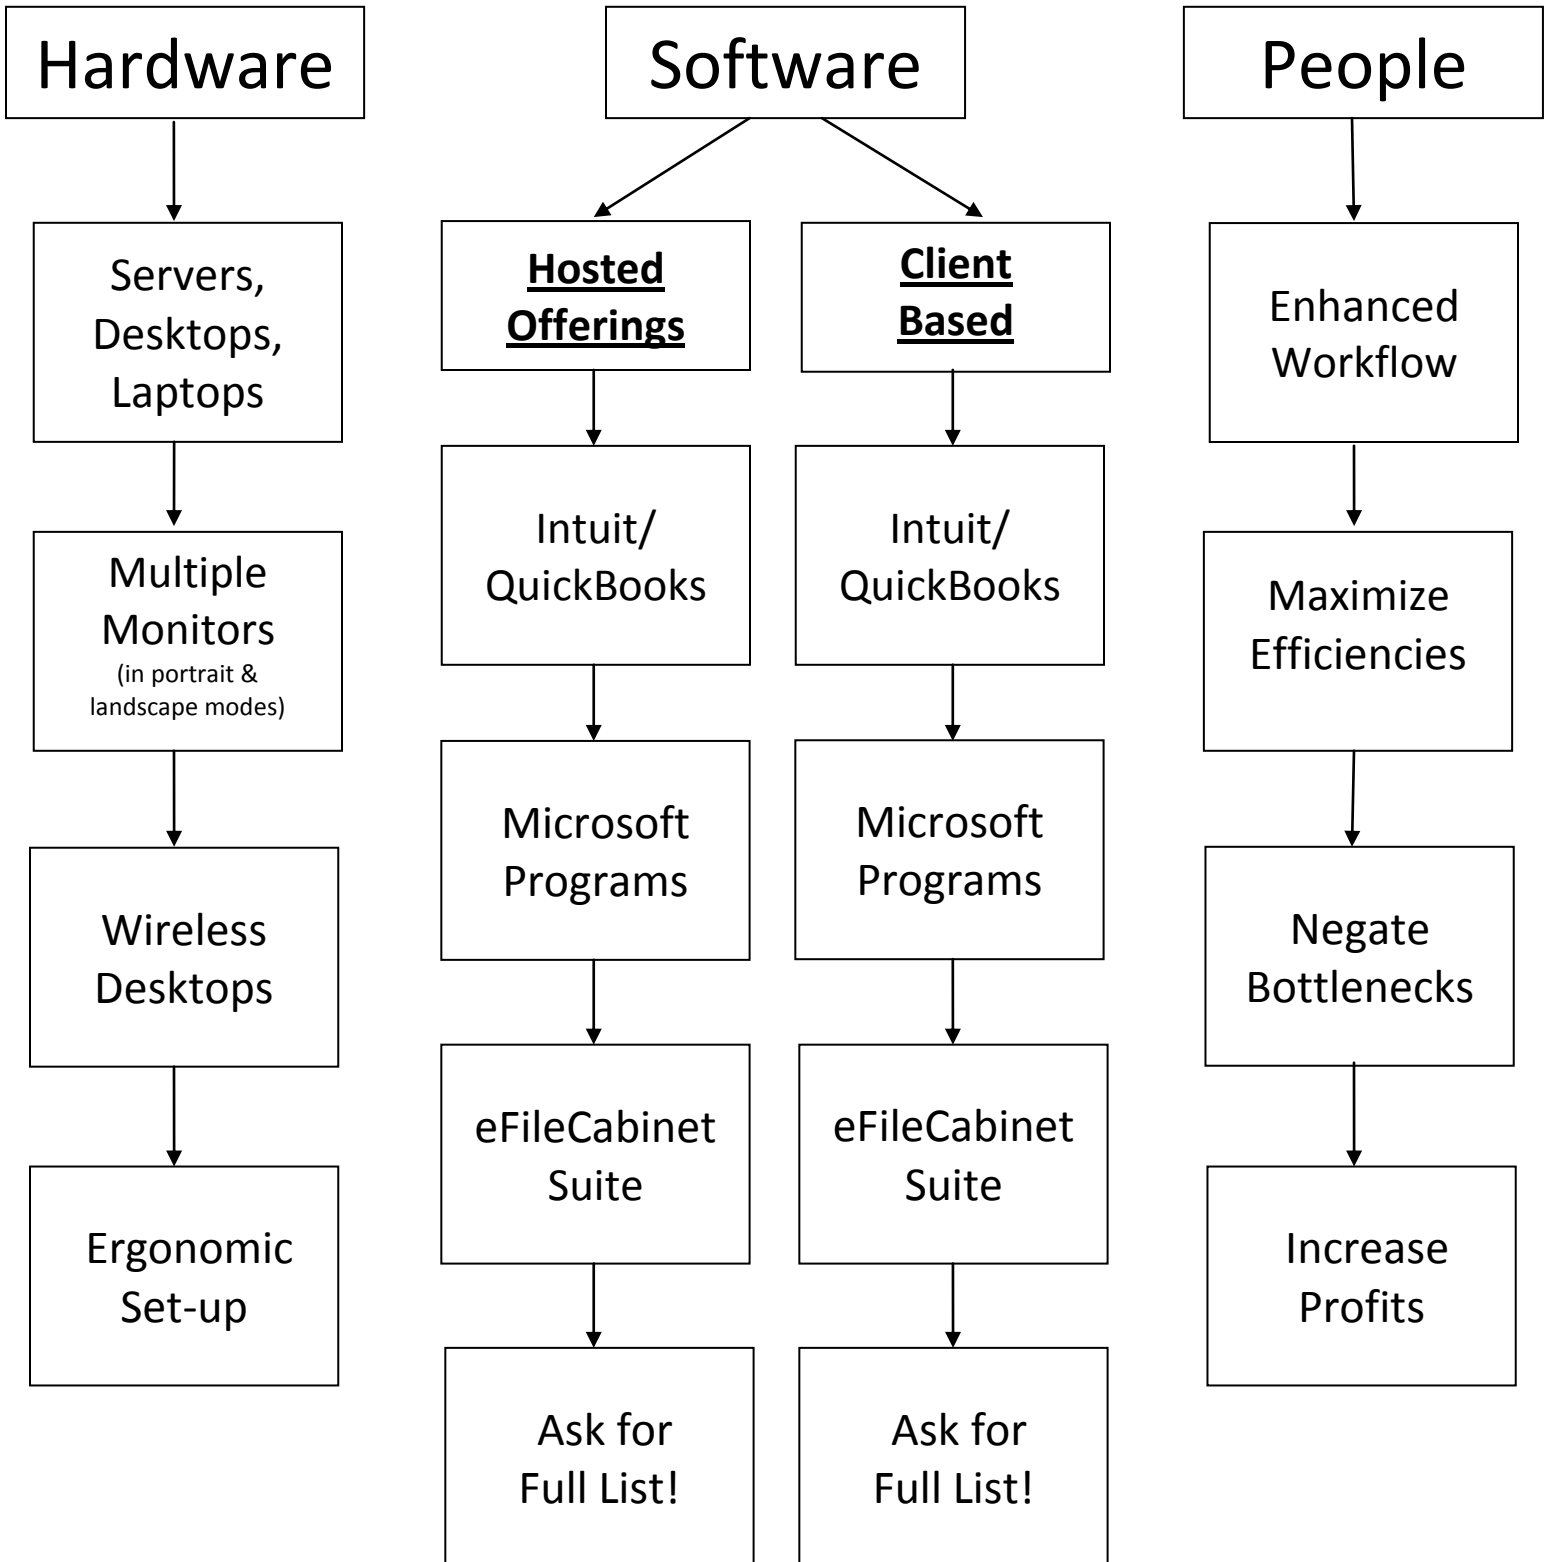 Hardware
Servers,
Desktops,
Laptops
Multiple
Monitors
(in portrait &
landscape modes)
Wireless
Desktops
Ergonomic
Set-up
Software
Hosted
Offerings
Intuit/
QuickBooks
Microsoft
Programs
eFileCabinet
Suite
Ask for
Full List!
Client
Based
Intuit/
QuickBooks
Microsoft
Programs
eFileCabinet
Suite
Ask for
Full List!
People
Enhanced
Workflow
Maximize
Efficiencies
Negate
Bottlenecks
Increase
Profits